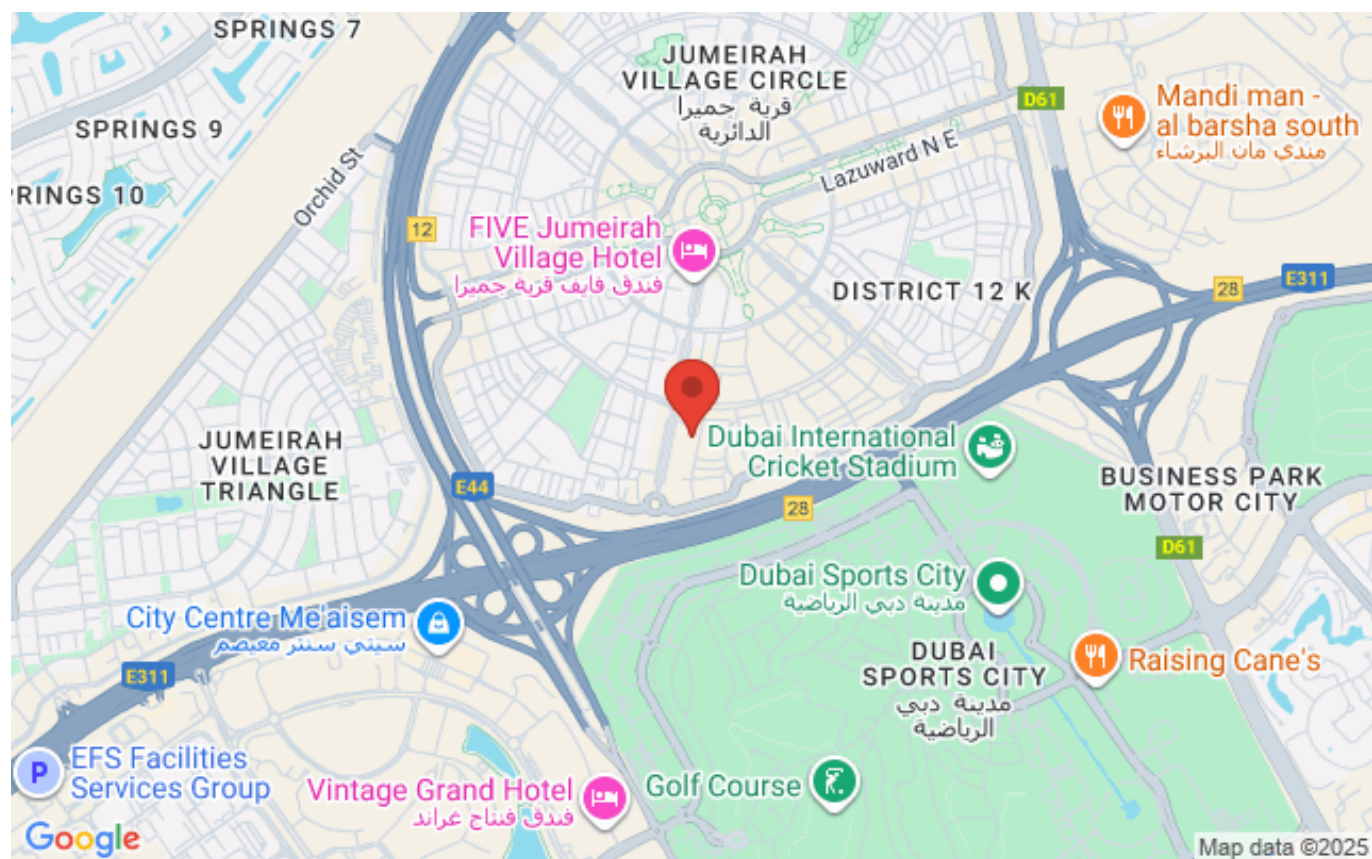 SPRINGS 7
JUMEIRAH
VILLAGE CIRCLE
قرية جميرا
الدائرية
D61
Mandi man -
al barsha south
مندي مان البرشاء
SPRINGS 9
Orchid St
Lazuward N E
RINGS 10
12
FIVE Jumeirah
Village Hotel
فندق فايف قرية جميرا
DISTRICT 12 K
28
E311
JUMEIRAH
VILLAGE
TRIANGLE
Dubai International
Cricket Stadium
E44
28
BUSINESS PARK
MOTOR CITY
D61
Dubai Sports City
مدينة دبي الرياضية
City Centre Me'aisem
سيتي سنتر معيصم
E311
DUBAI
SPORTS CITY
مدينة دبي
الرياضية
Raising Cane's
P
EFS Facilities
Services Group
Vintage Grand Hotel
فندق فنتاج غراند
Golf Course
Google
Map data ©2025